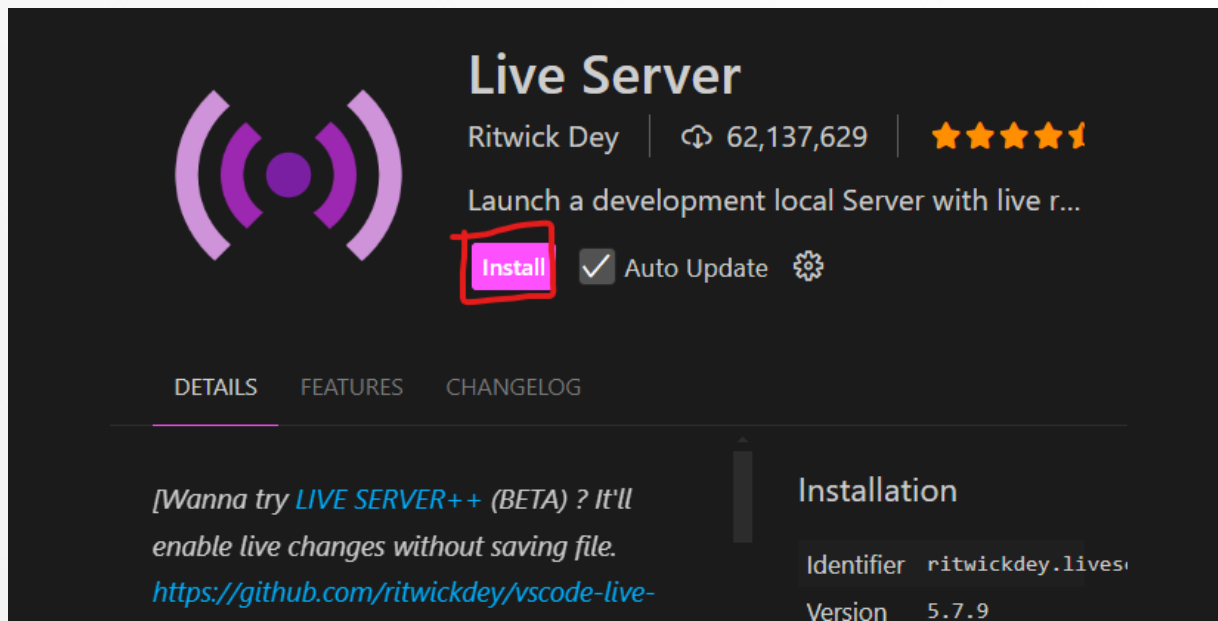 Live Server
Ritwick Dey 62,137,629
Launch a development local Server with live r...
Install Auto Update
DETAILS FEATURES CHANGELOG
[Wanna try LIVE SERVER++ (BETA) ? It'll
enable live changes without saving file.
https://github.com/ritwickdey/vscode-live-
Installation
Identifier ritwickdey.lives
Version 5.7.9